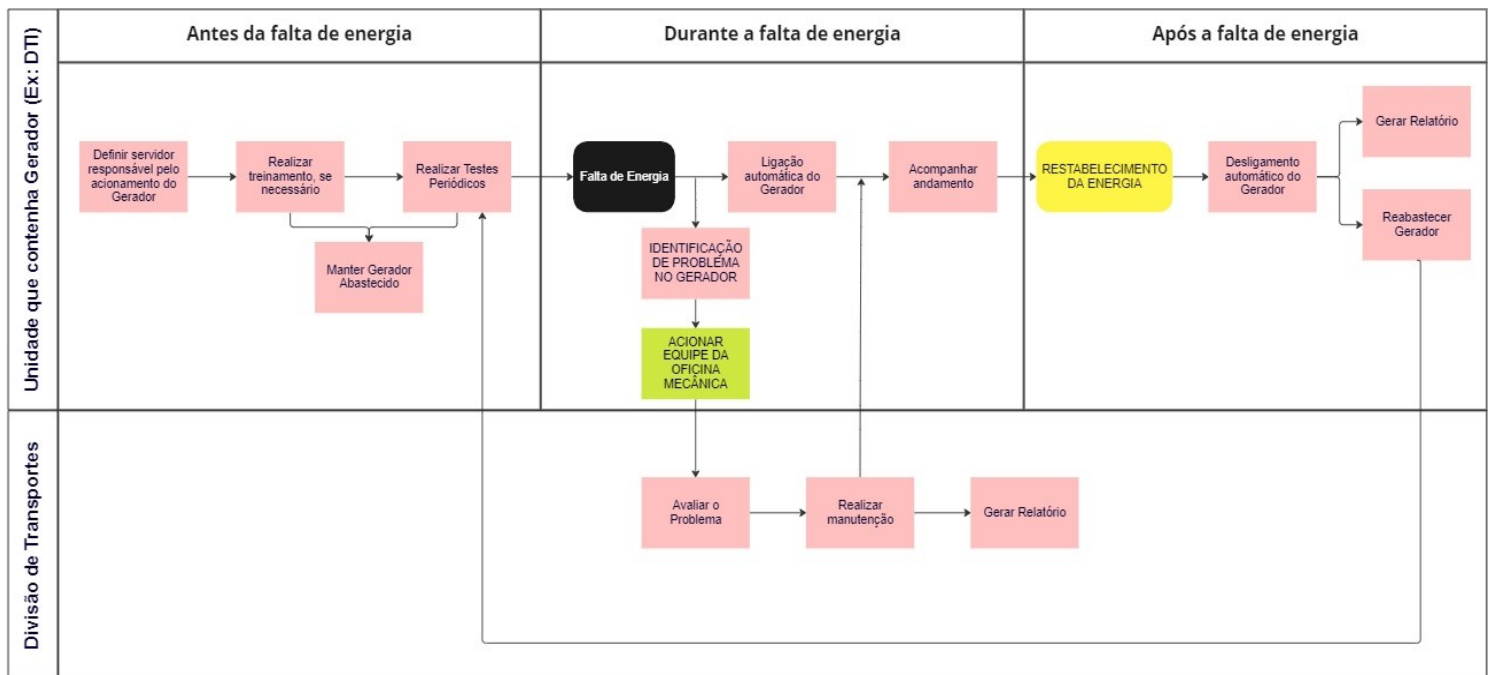 Antes da falta de energia
Durante a falta de energia
Após a falta de energia
Unidade que contenha Gerador (Ex: DTI)
Definir servidor
responsável pelo
acionamento do
Gerador
Realizar
treinamento, se
necessário
Realizar Testes
Periódicos
Manter Gerador
Abastecido
Falta de Energia
Ligação
automática do
Gerador
Acompanhar
andamento
IDENTIFICAÇÃO
DE PROBLEMA
NO GERADOR
ACIONAR
EQUIPE DA
OFICINA
MECÂNICA
RESTABELECIMENTO
DA ENERGIA
Desligamento
automático do
Gerador
Gerar Relatório
Reabastecer
Gerador
Divisão de Transportes
Avaliar o
Problema
Realizar
manutenção
Gerar Relatório